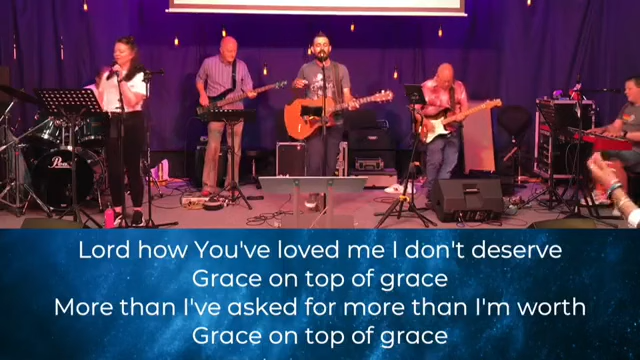 Pearl
Lord how You've loved me I don't deserve
Grace on top of grace
More than I've asked for more than I'm worth
Grace on top of grace